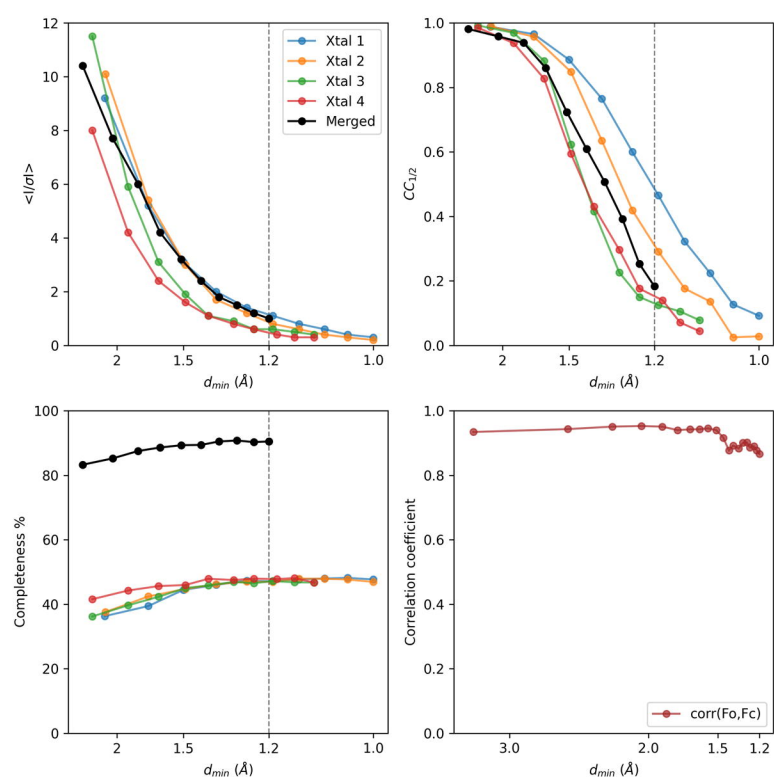 12
10
8
6
4
2
0
<I/σI>
2
1.5
1.2
1.0
d_min (Å)
Xtal 1
Xtal 2
Xtal 3
Xtal 4
Merged
1.0
0.8
0.6
0.4
0.2
0.0
CC_1/2
2
1.5
1.2
1.0
d_min (Å)
100
80
60
40
20
0
Completeness %
2
1.5
1.2
1.0
d_min (Å)
1.0
0.8
0.6
0.4
0.2
0.0
Correlation coefficient
corr(Fo,Fc)
3.0
2.0
1.5
1.2
d_min (Å)